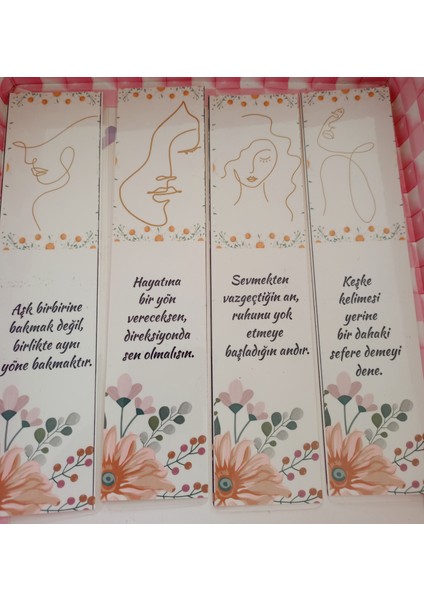 Aşk birbirine
bakmak değil,
birlikte aynı
yöne bakmaktır.
Hayatına
bir yön
vereceksen,
direksiyonda
sen olmalısın.
Sevmekten
vazgeçtiğin an,
ruhunu yok
etmeye
başladığın andır.
Keşke
kelimesi
yerine
bir dahaki
sefere demeyi
dene.